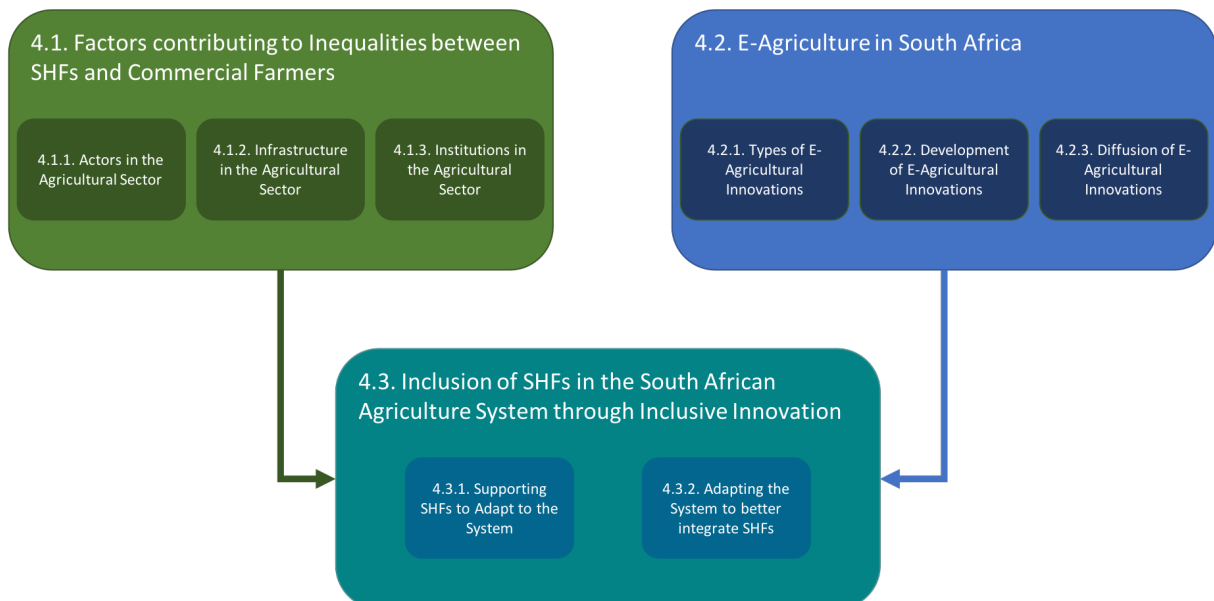 4.1. Factors contributing to Inequalities between
SHFs and Commercial Farmers
4.1.1. Actors in the
Agricultural Sector
4.1.2. Infrastructure
in the Agricultural
Sector
4.1.3. Institutions in
the Agricultural
Sector
4.2. E-Agriculture in South Africa
4.2.1. Types of E-
Agricultural
Innovations
4.2.2. Development
of E-Agricultural
Innovations
4.2.3. Diffusion of E-
Agricultural
Innovations
4.3. Inclusion of SHFs in the South African
Agriculture System through Inclusive Innovation
4.3.1. Supporting
SHFs to Adapt to the
System
4.3.2. Adapting the
System to better
integrate SHFs